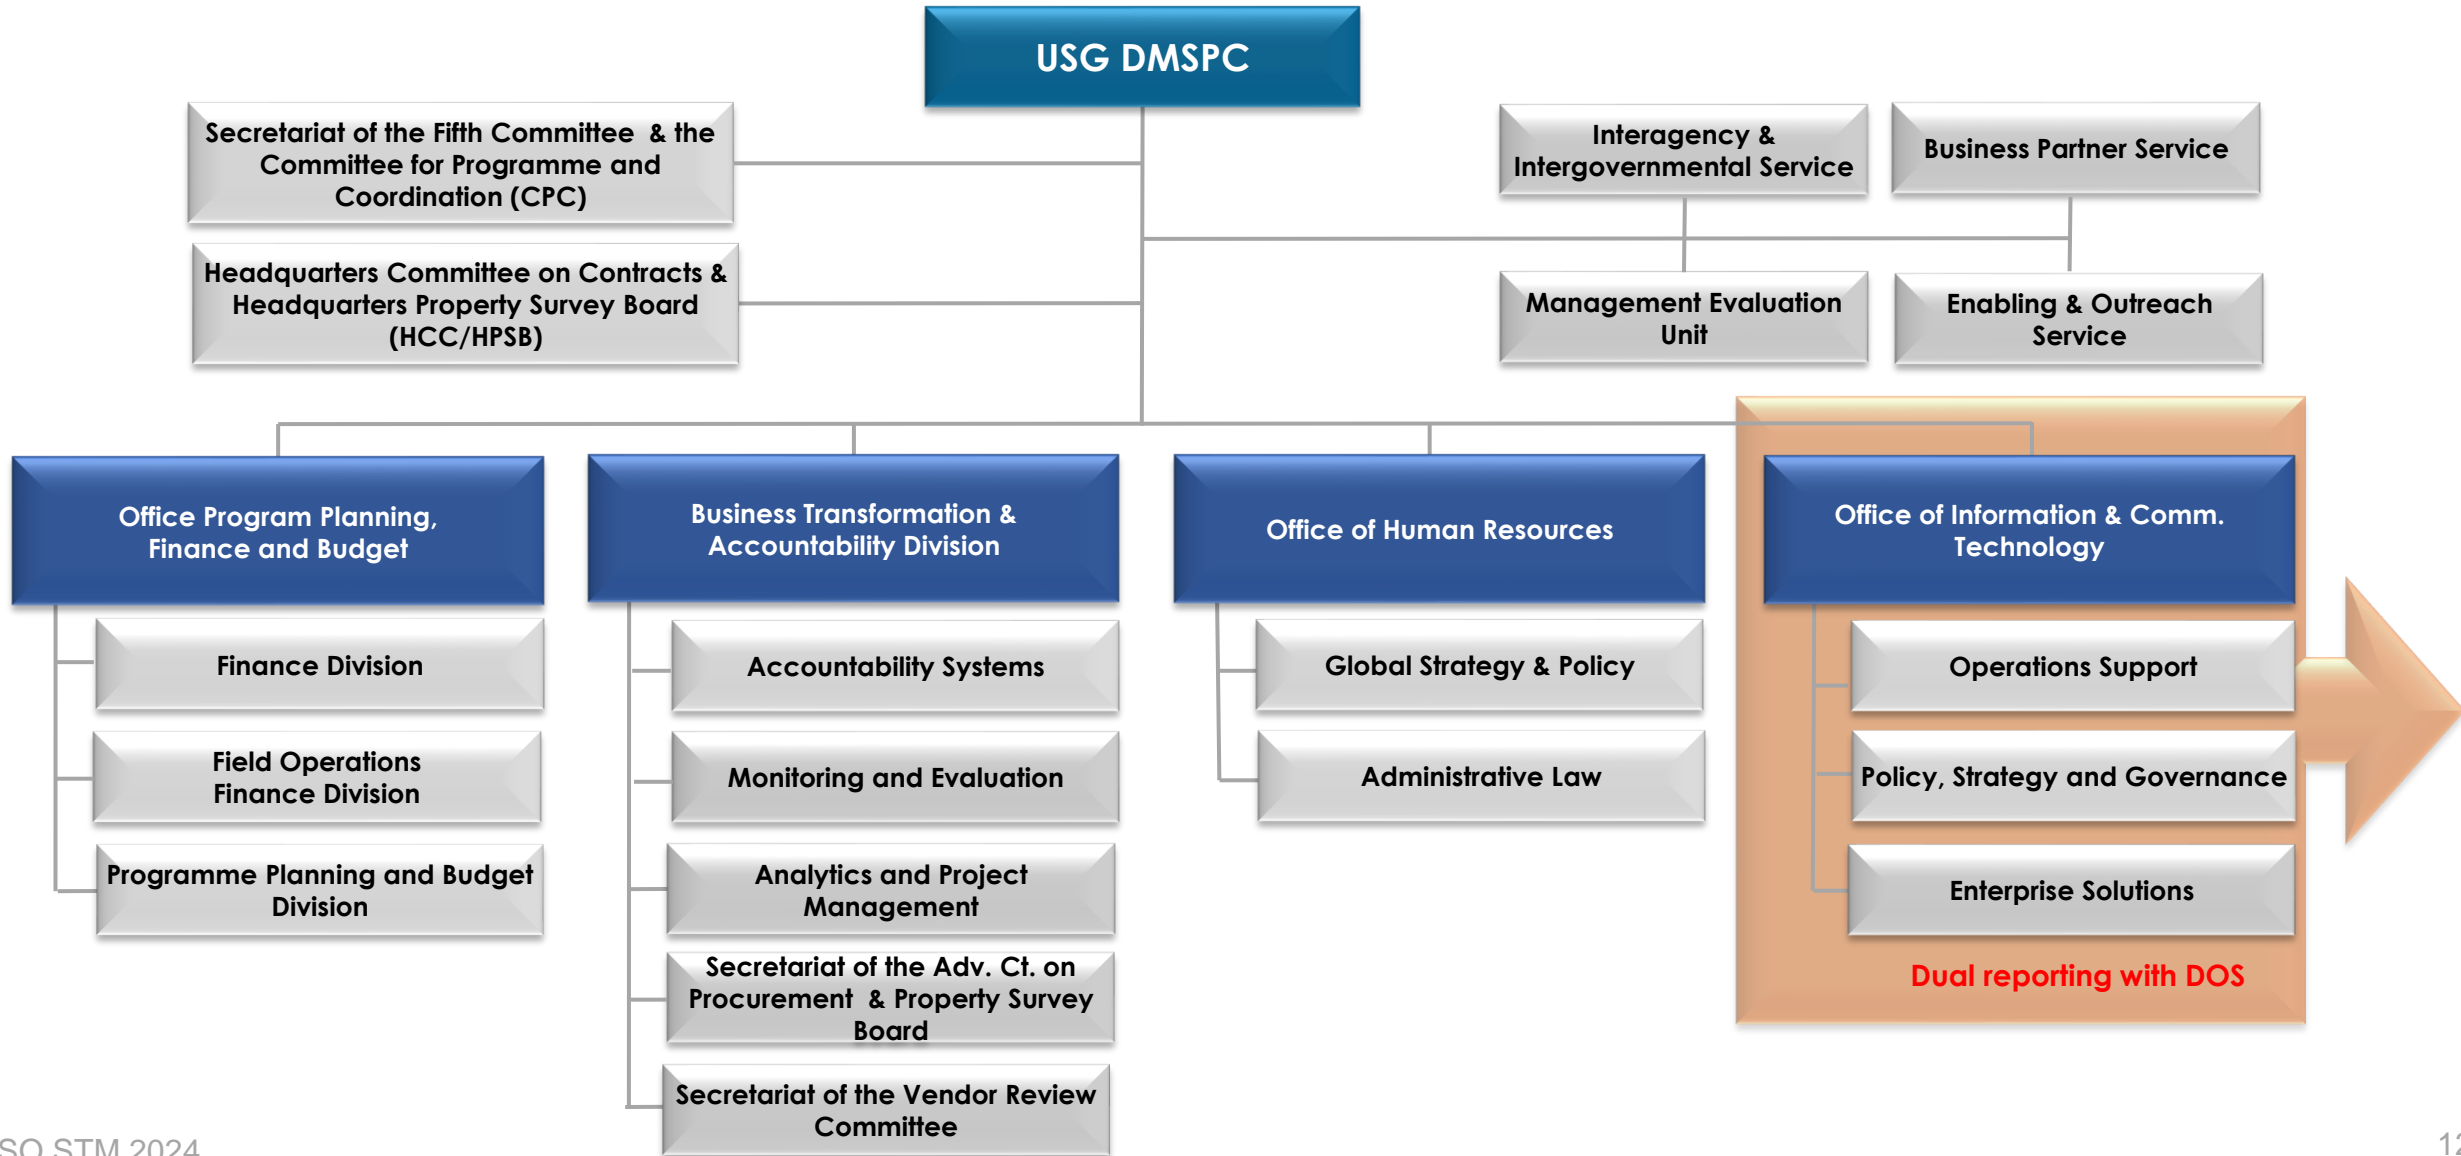 USG DMSPC
Secretariat of the Fifth Committee & the
Committee for Programme and
Coordination (CPC)
Interagency &
Intergovernmental Service
Business Partner Service
Headquarters Committee on Contracts &
Headquarters Property Survey Board
(HCC/HPSB)
Management Evaluation
Unit
Enabling & Outreach
Service
Office Program Planning,
Finance and Budget
Finance Division
Field Operations
Finance Division
Programme Planning and Budget
Division
Business Transformation &
Accountability Division
Accountability Systems
Monitoring and Evaluation
Analytics and Project
Management
Secretariat of the Adv. Ct. on
Procurement & Property Survey
Board
Secretariat of the Vendor Review
Committee
Office of Human Resources
Global Strategy & Policy
Administrative Law
Office of Information & Comm.
Technology
Operations Support
Policy, Strategy and Governance
Enterprise Solutions
Dual reporting with DOS
STM 2024